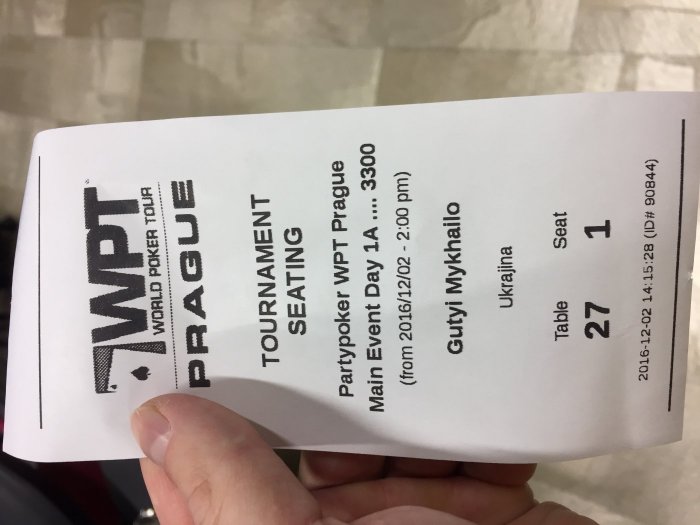 WPT
WORLD POKER TOUR
PRAGUE
TOURNAMENT
SEATING
Partypoker WPT Prague
Main Event Day 1A .... 3300
(from 2016/12/02 - 2:00 pm)
Gutyi Mykhailo
Ukrajina
Table Seat
27 1
2016-12-02 14:15:28 (ID# 90844)